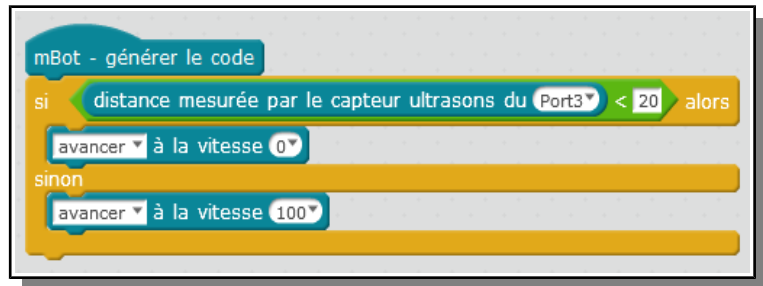 mBot - générer le code
si distance mesurée par le capteur ultrasons du Port3 < 20 alors
avancer à la vitesse 0
sinon
avancer à la vitesse 100